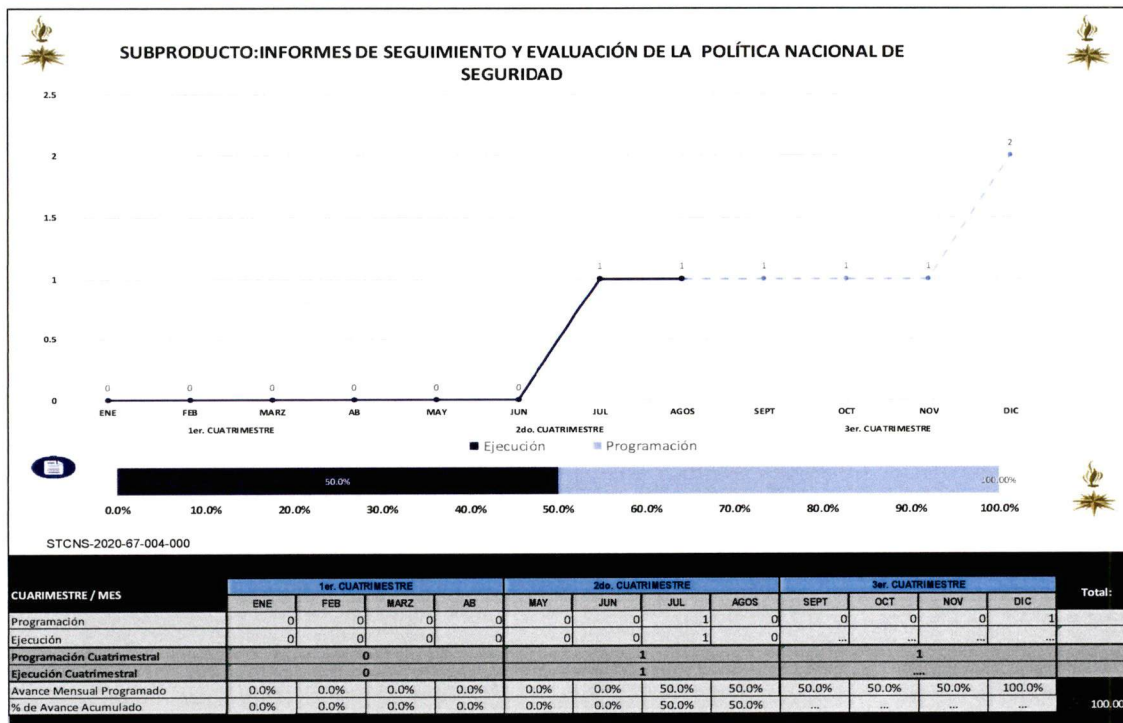 SUBPRODUCTO:INFORMES DE SEGUIMIENTO Y EVALUACIÓN DE LA POLÍTICA NACIONAL DE
SEGURIDAD
2.5
2
1.5
1
0.5
0
0 0 0 0 0 0 1 1 1 1 1 2
ENE FEB MARZ AB MAY JUN JUL AGOS SEPT OCT NOV DIC
1er. CUATRIMESTRE 2do. CUATRIMESTRE 3er. CUATRIMESTRE
Ejecución Programación
50.0% 100.00%
0.0% 10.0% 20.0% 30.0% 40.0% 50.0% 60.0% 70.0% 80.0% 90.0% 100.0%
STCNS-2020-67-004-000
CUARIMESTRE / MES 1er. CUATRIMESTRE 2do. CUATRIMESTRE 3er. CUATRIMESTRE Total:
ENE FEB MARZ AB MAY JUN JUL AGOS SEPT OCT NOV DIC
Programación 0 0 0 0 0 0 1 0 0 0 0 1
Ejecución 0 0 0 0 0 0 1 0 ... ... ... ...
Programación Cuatrimestral 0 1 1
Ejecución Cuatrimestral 0 1 ....
Avance Mensual Programado 0.0% 0.0% 0.0% 0.0% 0.0% 0.0% 50.0% 50.0% 50.0% 50.0% 50.0% 100.0%
% de Avance Acumulado 0.0% 0.0% 0.0% 0.0% 0.0% 0.0% 50.0% 50.0% ... ... ... ... 100.00